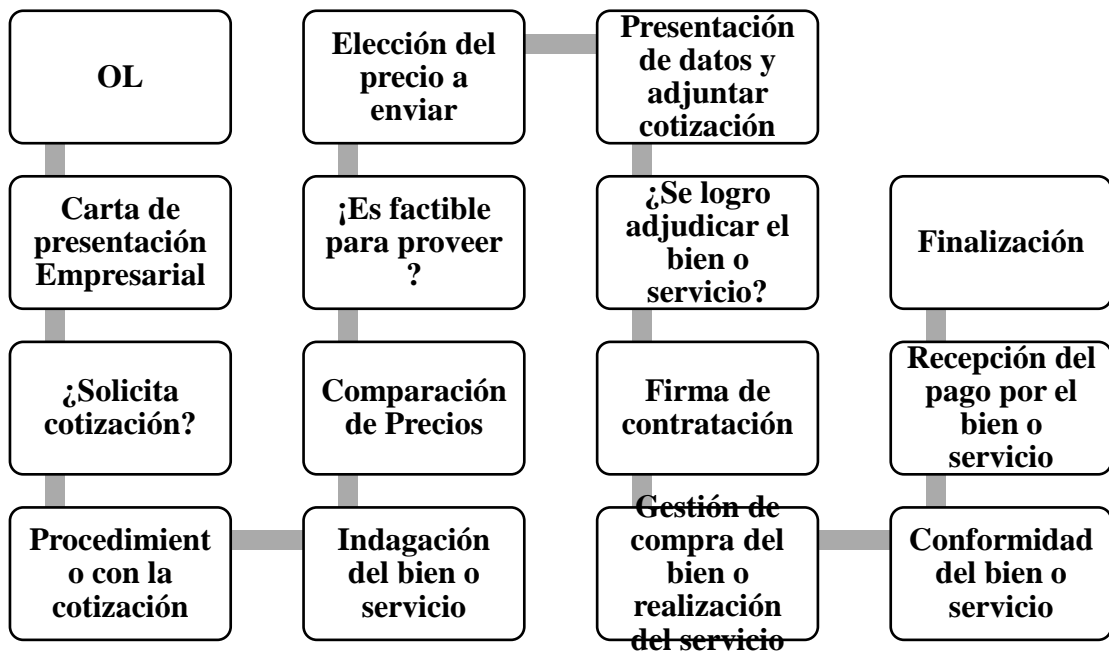 OL
Carta de
presentación
Empresarial
¿Solicita
cotización?
Procedimient
o con la
cotización
Indagación
del bien o
servicio
Comparación
de Precios
¡Es factible
para proveer
?
Elección del
precio a
enviar
Presentación
de datos y
adjuntar
cotización
¿Se logro
adjudicar el
bien o
servicio?
Firma de
contratación
Gestión de
compra del
bien o
realización
del servicio
Conformidad
del bien o
servicio
Recepción del
pago por el
bien o
servicio
Finalización